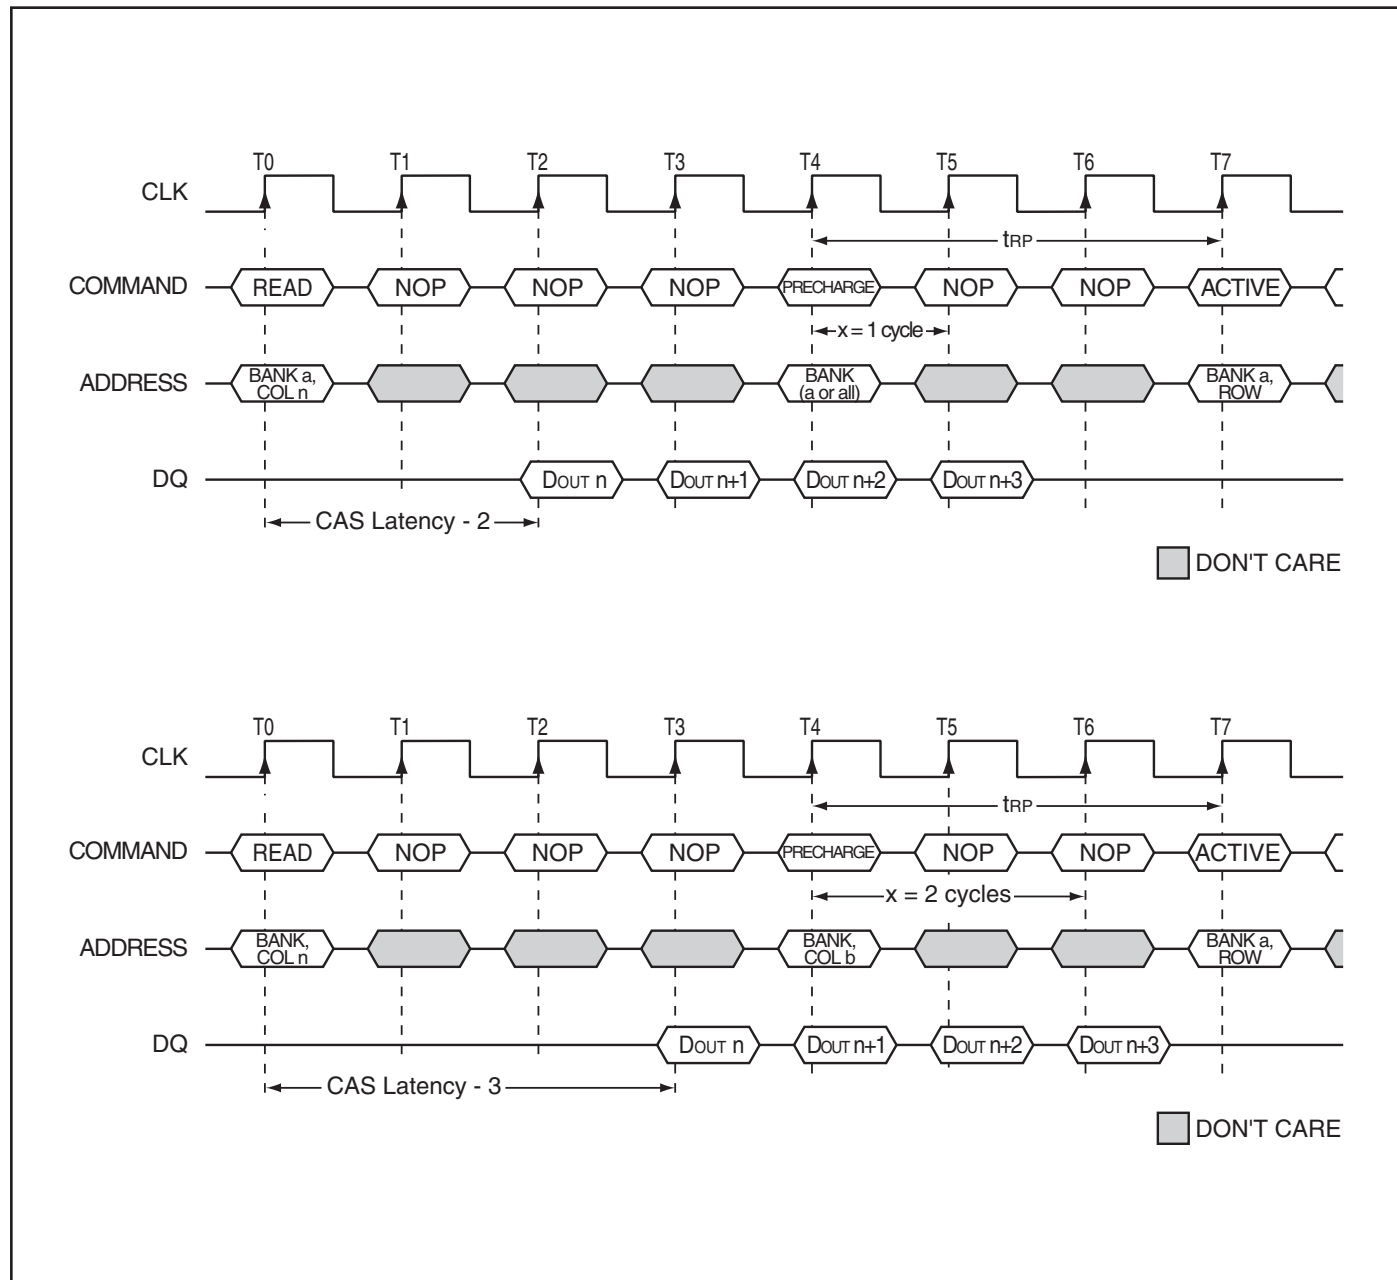 T0 T1 T2 T3 T4 T5 T6 T7
CLK
tRP
COMMAND READ NOP NOP NOP PRECHARGE NOP NOP ACTIVE
x = 1 cycle
ADDRESS BANK a, COL n BANK (a or all) BANK a, ROW
DQ DOUT n DOUT n+1 DOUT n+2 DOUT n+3
CAS Latency - 2
DON'T CARE
T0 T1 T2 T3 T4 T5 T6 T7
CLK
tRP
COMMAND READ NOP NOP NOP PRECHARGE NOP NOP ACTIVE
x = 2 cycles
ADDRESS BANK, COL n BANK, COL b BANK a, ROW
DQ DOUT n DOUT n+1 DOUT n+2 DOUT n+3
CAS Latency - 3
DON'T CARE